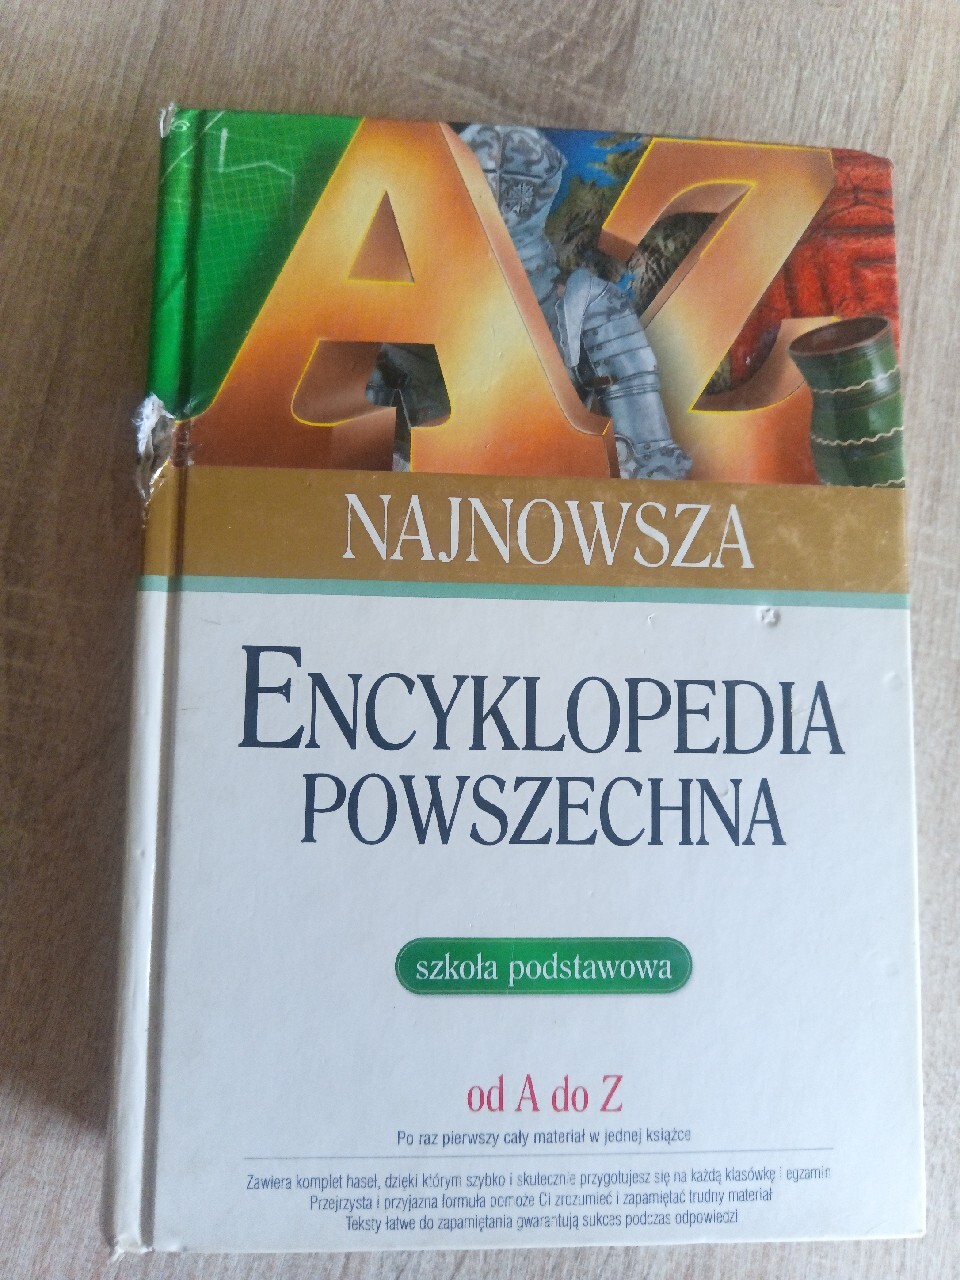 AZ
NAJNOWSZA
ENCYKLOPEDIA
POWSZECHNA
szkoła podstawowa
od A do Z
Po raz pierwszy cały materiał w jednej książce
Zawiera komplet haseł, dzięki którym szybko i skutecznie przygotujesz się na każdą klasówkę i egzamin
Przejrzysta i przyjazna formuła pomoże Ci zrozumieć i zapamiętać trudny materiał
Teksty łatwe do zapamiętania gwarantują sukces podczas odpowiedzi